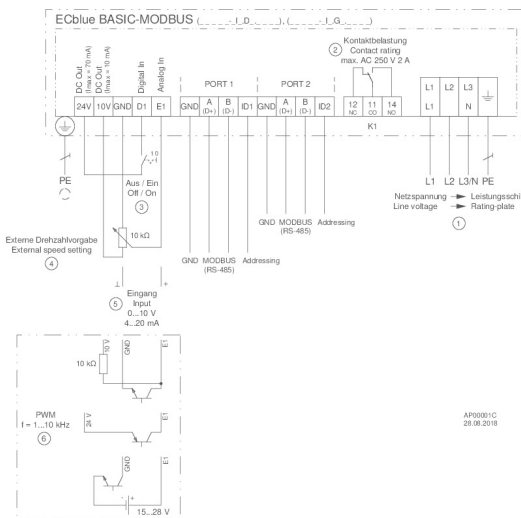 ECblue BASIC-MODBUS (_ _ _ _ _-_I_D_._ _ _ _), (_ _ _ _ _-_I_G_._ _ _ _)
DC Out
(Imax = 70 mA)
DC Out
(Imax = 10 mA)
Digital In
Analog In
PORT 1
PORT 2
2
Kontaktbelastung
Contact rating
max. AC 250 V 2 A
24V 10V GND D1 E1
GND A (D+) B (D-) ID1 GND A (D+) B (D-) ID2
12 NC 11 CO 14 NO
K1
L1 L2 L3
L1 N
PE
1 0
Aus / Ein
Off / On
3
L1 L2 L3/N PE
Netzspannung Leistungsschi
Line voltage Rating-plate
1
GND MODBUS Addressing
(RS-485)
GND MODBUS Addressing
(RS-485)
10 kΩ
Externe Drehzahlvorgabe
External speed setting
4
⊥ +
5
Eingang
Input
0...10 V
4...20 mA
10 V
GND
E1
10 kΩ
PWM
f = 1...10 kHz
6
24 V
E1
GND
E1
- +
15...28 V
AP00001C
28.08.2018